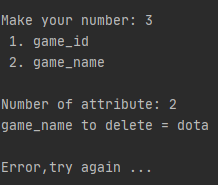 Make your number: 3
1. game_id
2. game_name
Number of attribute: 2
game_name to delete = dota
Error,try again ...